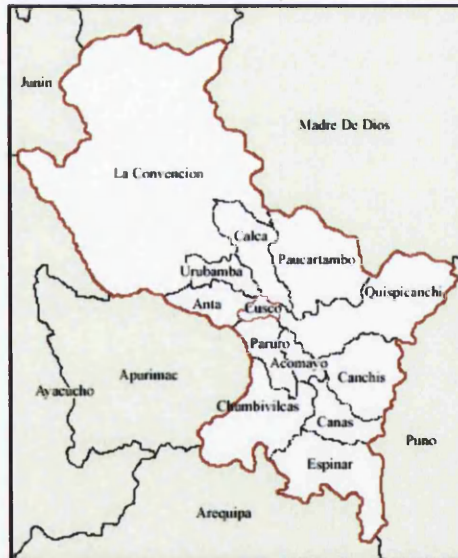 Junin
Madre De Dios
La Convencion
Calca
Paucartambo
Urubamba
Quispicanchi
Anta
Cusco
Paruro
Acomayo
Apurimac
Canchis
Ayacucho
Chumbivilcas
Canas
Puno
Espinar
Arequipa